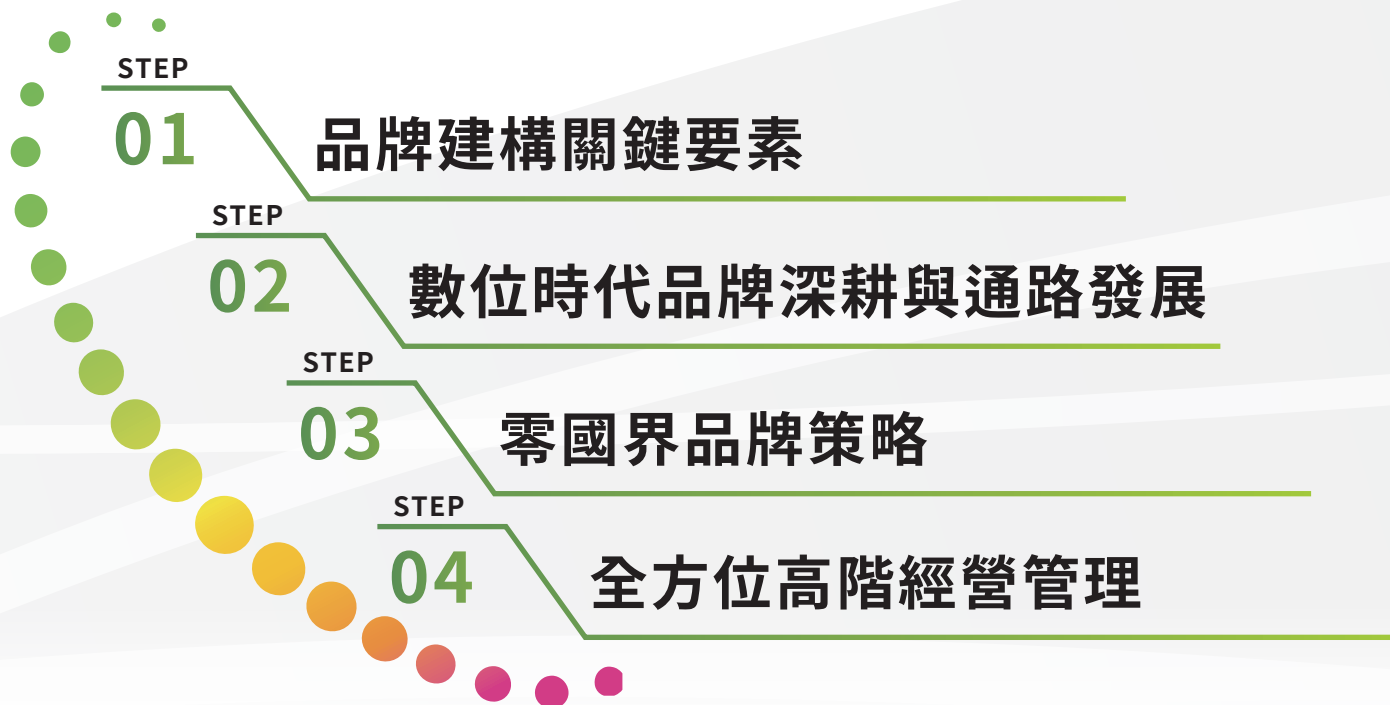 STEP
01
品牌建構關鍵要素
STEP
02
數位時代品牌深耕與通路發展
STEP
03
零國界品牌策略
STEP
04
全方位高階經營管理